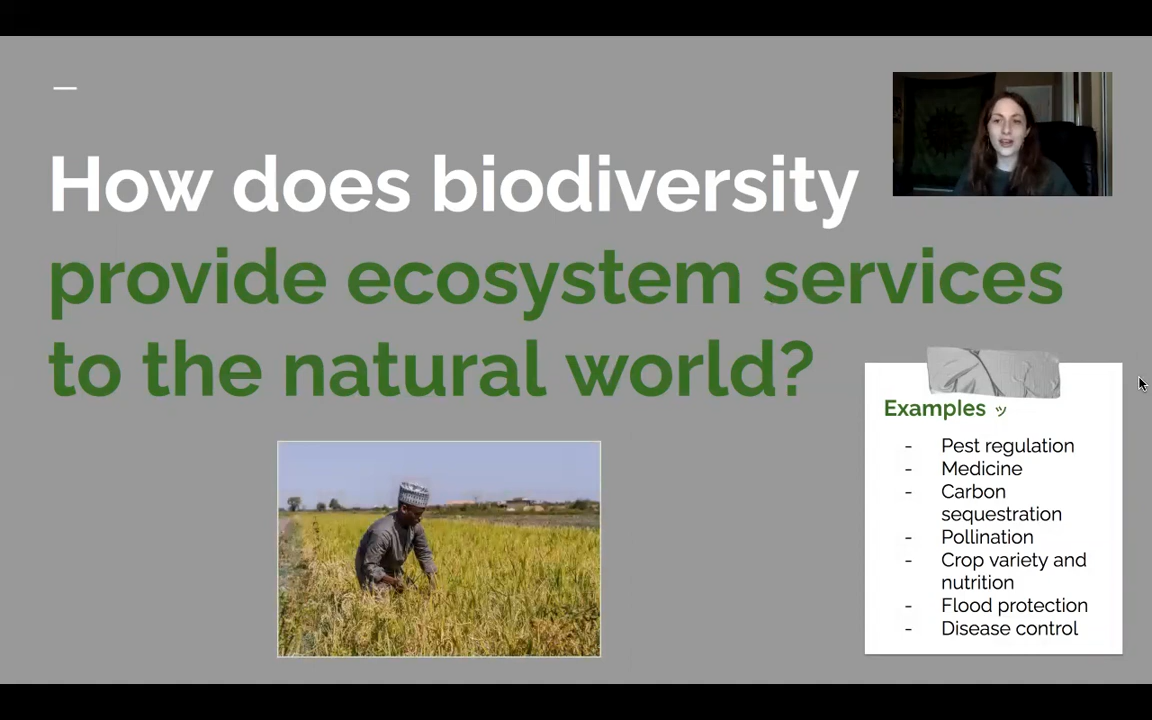 How does biodiversity
provide ecosystem services
to the natural world?
Examples ツ
- Pest regulation
- Medicine
- Carbon
sequestration
- Pollination
- Crop variety and
nutrition
- Flood protection
- Disease control